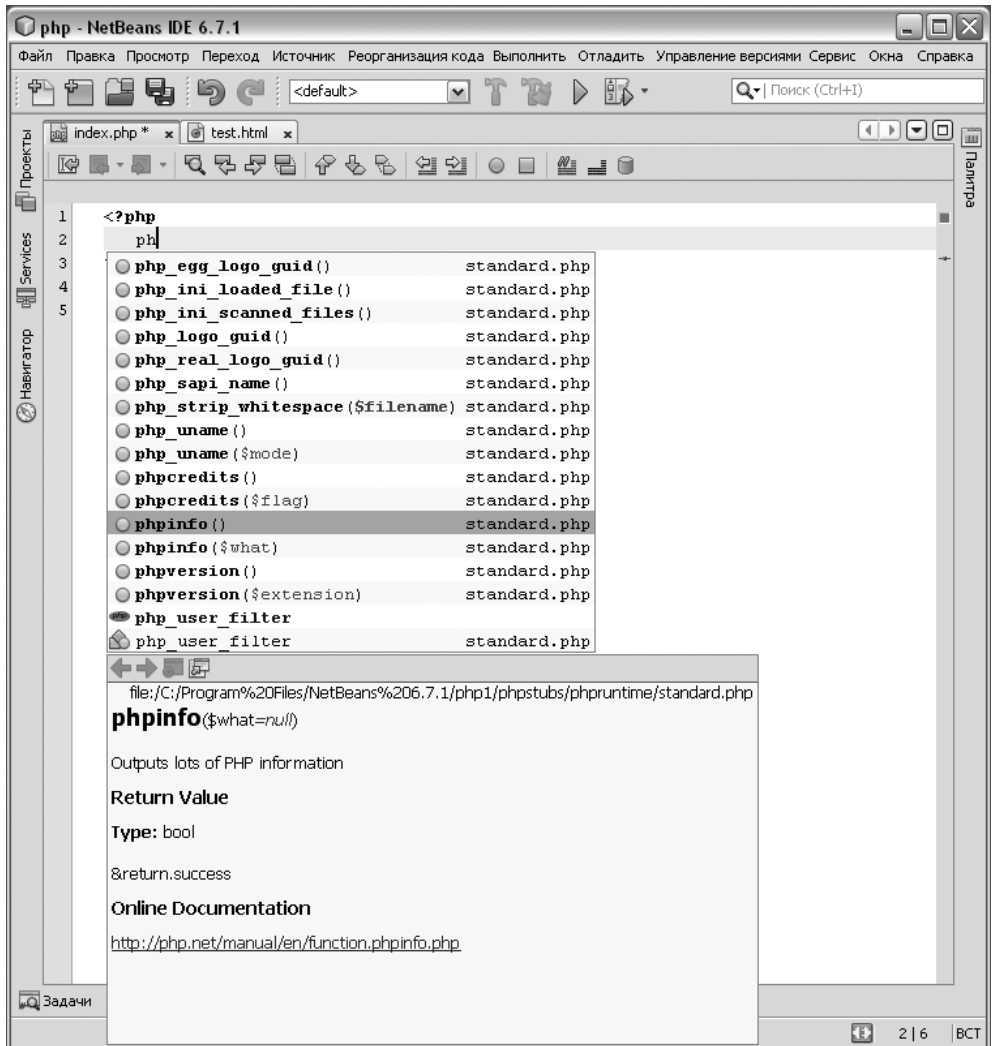 php - NetBeans IDE 6.7.1
Файл Правка Просмотр Переход Источник Реорганизация кода Выполнить Отладить Управление версиями Сервис Окна Справка
<default>
Поиск (Ctrl+I)
index.php * x test.html x
Проекты
Services
Навигатор
Палитра
1 <?php
2 ph
3
4
5
php_egg_logo_guid() standard.php
php_ini_loaded_file() standard.php
php_ini_scanned_files() standard.php
php_logo_guid() standard.php
php_real_logo_guid() standard.php
php_sapi_name() standard.php
php_strip_whitespace($filename) standard.php
php_uname() standard.php
php_uname($mode) standard.php
phpcredits() standard.php
phpcredits($flag) standard.php
phpinfo() standard.php
phpinfo($what) standard.php
phpversion() standard.php
phpversion($extension) standard.php
php_user_filter
php_user_filter standard.php
file:/C:/Program%20Files/NetBeans%206.7.1/php1/phpstubs/phpruntime/standard.php
phpinfo($what=null)
Outputs lots of PHP information
Return Value
Type: bool
&return.success
Online Documentation
http://php.net/manual/en/function.phpinfo.php
Задачи
2 | 6 ВСТ